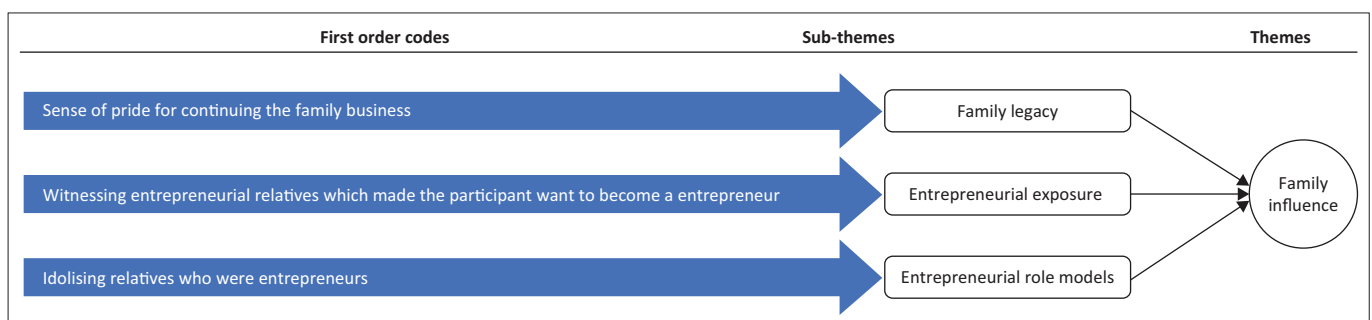 First order codes Sub-themes Themes
Sense of pride for continuing the family business Family legacy
Witnessing entrepreneurial relatives which made the participant want to become a entrepreneur Entrepreneurial exposure
Family
influence
Idolising relatives who were entrepreneurs Entrepreneurial role models